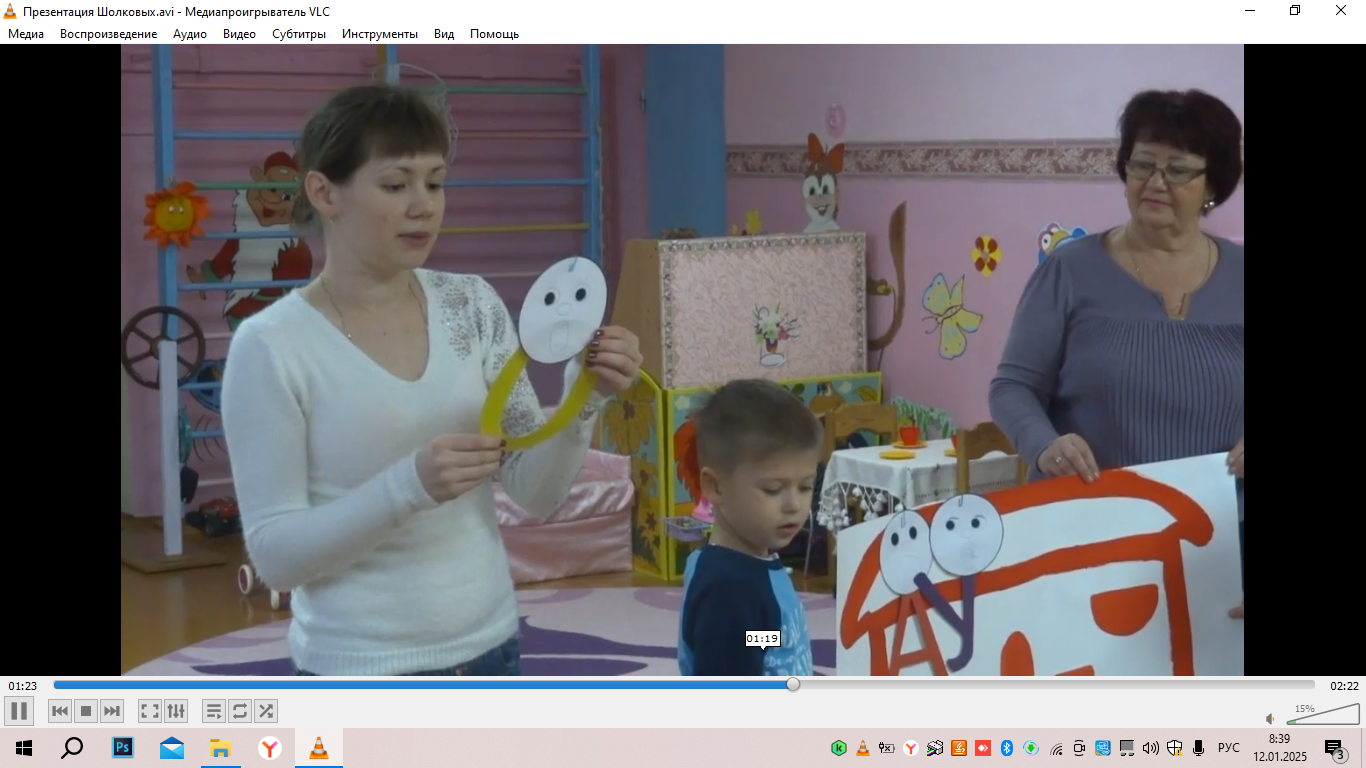 Презентация Шолковых.avi - Медиапроигрыватель VLC
Медиа Воспроизведение Аудио Видео Субтитры Инструменты Вид Помощь
А У
01:19
01:23 02:22
15%
Ps
Y
k
Y
РУС
8:39
12.01.2025
3